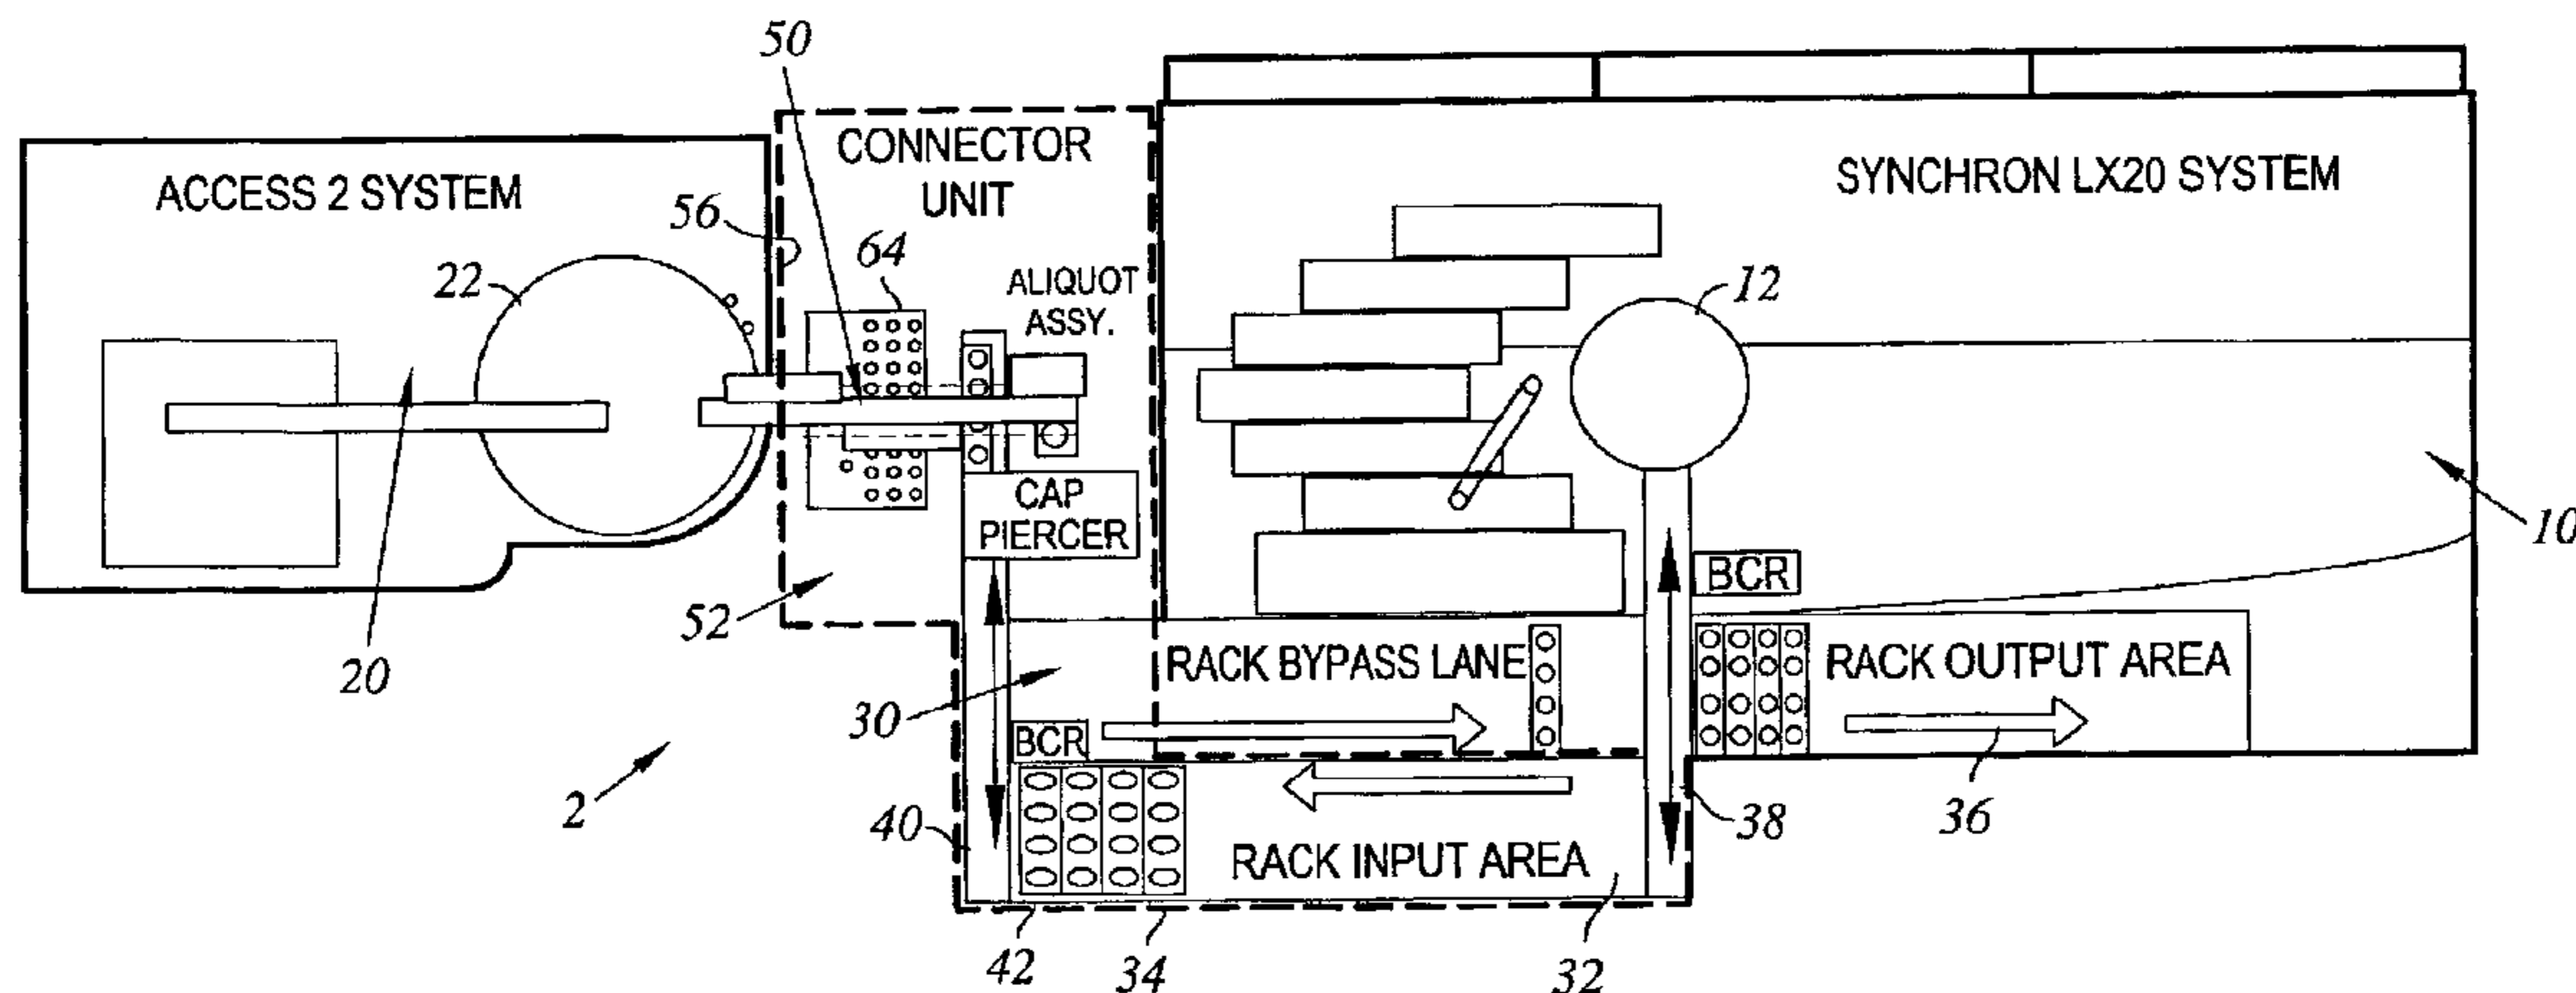 50
CONNECTOR
UNIT
ACCESS 2 SYSTEM
SYNCHRON LX20 SYSTEM
56
64
22
ALIQUOT
ASSY.
12
CAP
PIERCER
10
BCR
52
20
RACK BYPASS LANE
RACK OUTPUT AREA
30
BCR
2
40
38
36
RACK INPUT AREA
42
34
32